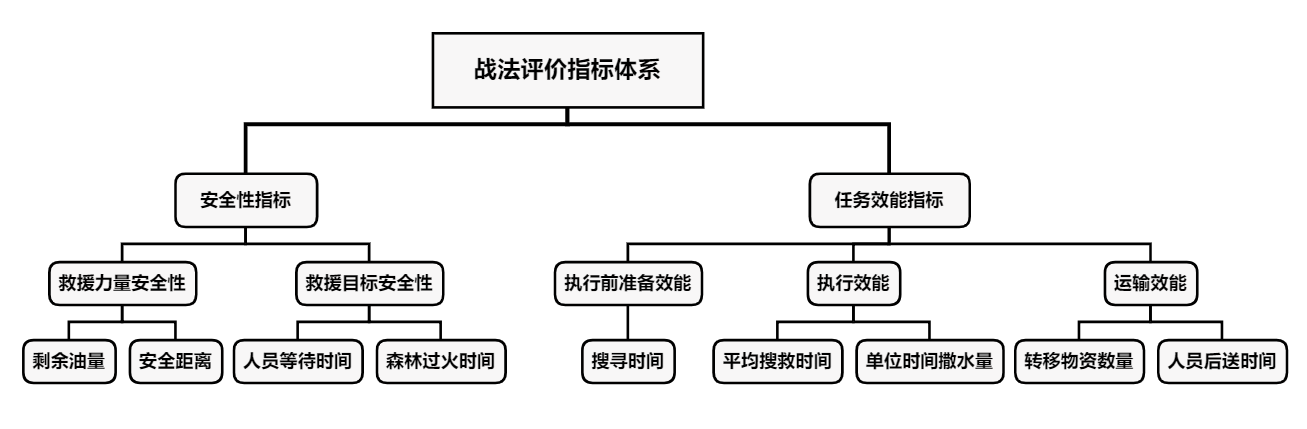 战法评价指标体系
安全性指标
任务效能指标
救援力量安全性
救援目标安全性
执行前准备效能
执行效能
运输效能
剩余油量
安全距离
人员等待时间
森林过火时间
搜寻时间
平均搜救时间
单位时间撒水量
转移物资数量
人员后送时间